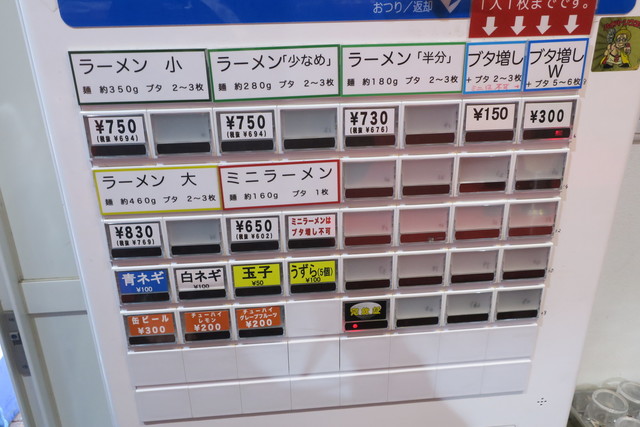 おつり/返却
1人1枚までです。
ラーメン 小
麺 約350g ブタ 2~3枚
ラーメン「少なめ」
麺 約280g ブタ 2~3枚
ラーメン「半分」
麺 約180g ブタ 2~3枚
ブタ増し
+ ブタ 2~3枚
ブタ増し
W
+ ブタ 5~6枚
¥750
(税抜 ¥694)
¥750
(税抜 ¥694)
¥730
(税抜 ¥676)
¥150
¥300
ラーメン 大
麺 約460g ブタ 2~3枚
ミニラーメン
麺 約160g ブタ 1枚
¥830
(税抜 ¥769)
¥650
(税抜 ¥602)
ミニラーメンは
ブタ増し不可
青ネギ
¥100
白ネギ
¥100
玉子
¥50
うずら(5個)
¥100
缶ビール
¥300
チューハイ
レモン
¥200
チューハイ
グレープフルーツ
¥200